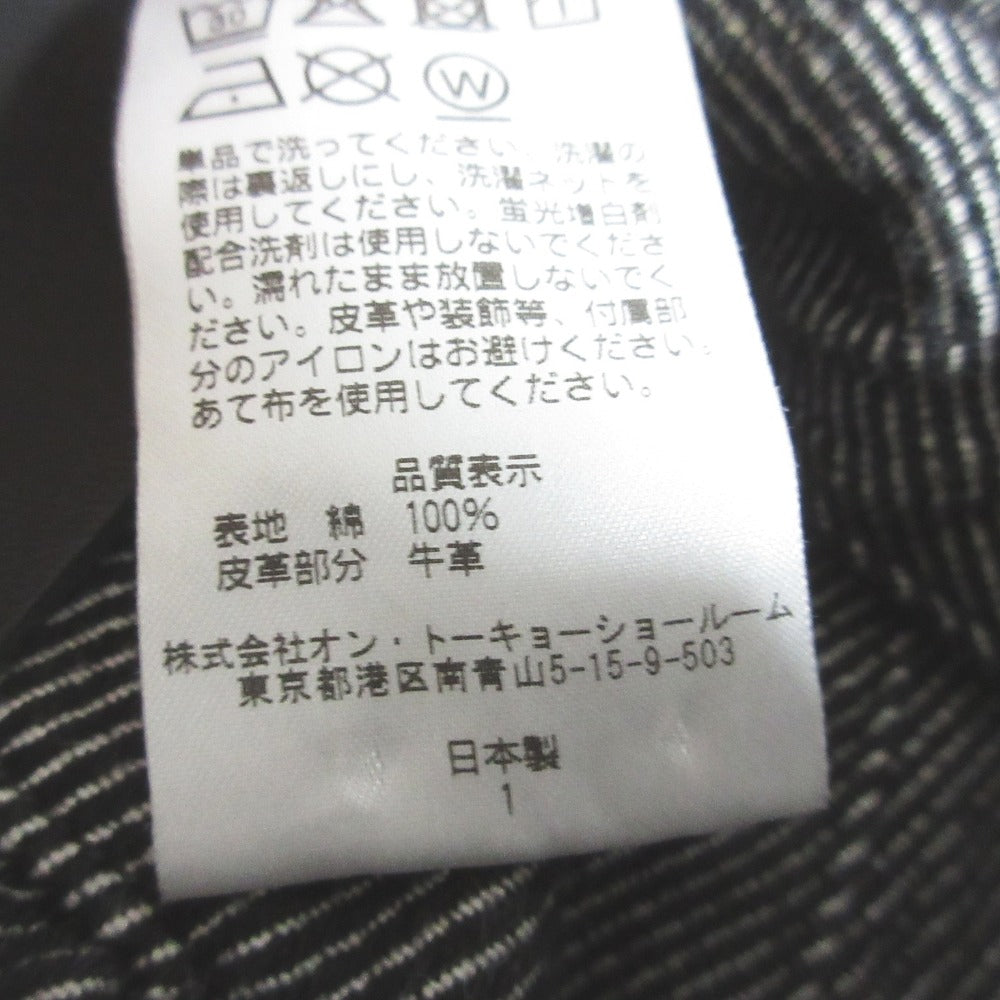 30
W
単品で洗ってください。洗濯の
際は裏返しにし、洗濯ネットを
使用してください。蛍光増白剤
配合洗剤は使用しないでくださ
い。濡れたまま放置しないでく
ださい。皮革や装飾等、付属部
分のアイロンはお避けください。
あて布を使用してください。
品質表示
表地 綿 100%
皮革部分 牛革
株式会社オン・トーキョーショールーム
東京都港区南青山5-15-9-503
日本製
1